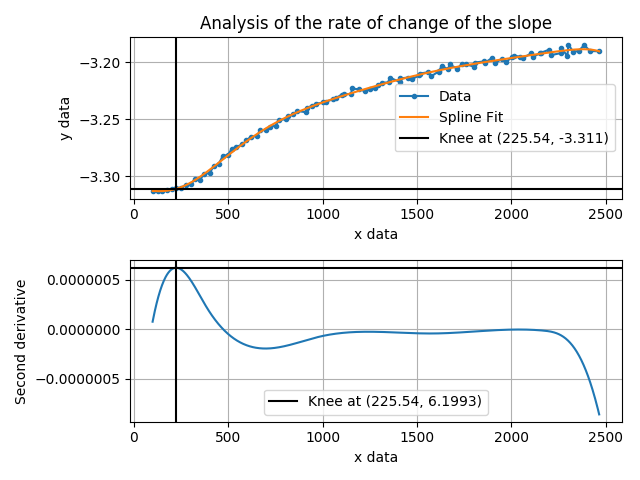 Analysis of the rate of change of the slope
−3.20
−3.25
−3.30
y data
Data
Spline Fit
Knee at (225.54, -3.311)
0 500 1000 1500 2000 2500
x data
0.0000005
0.0000000
−0.0000005
Second derivative
Knee at (225.54, 6.1993)
0 500 1000 1500 2000 2500
x data